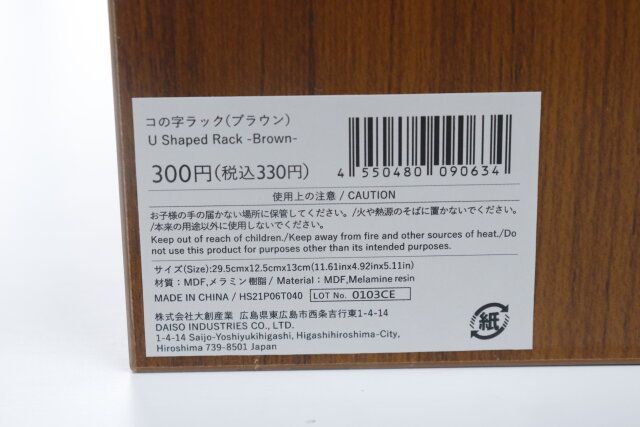 コの字ラック(ブラウン)
U Shaped Rack -Brown-
300円(税込330円)
4 550480 090634
使用上の注意 / CAUTION
お子様の手の届かない場所に保管してください。/火や熱源のそばに置かないでください。
/本来の用途以外に使用しないでください。
Keep out of reach of children./Keep away from fire and other sources of heat./Do
not use this product for purposes other than its intended purposes.
サイズ(Size):29.5cmx12.5cmx13cm(11.61inx4.92inx5.11in)
材質：MDF,メラミン樹脂 / Material：MDF,Melamine resin
MADE IN CHINA / HS21P06T040 LOT No. 0103CE
株式会社大創産業 広島県東広島市西条吉行東1-4-14
DAISO INDUSTRIES CO., LTD.
1-4-14 Saijo-Yoshiyukihigashi, Higashihiroshima-City,
Hiroshima 739-8501 Japan
紙